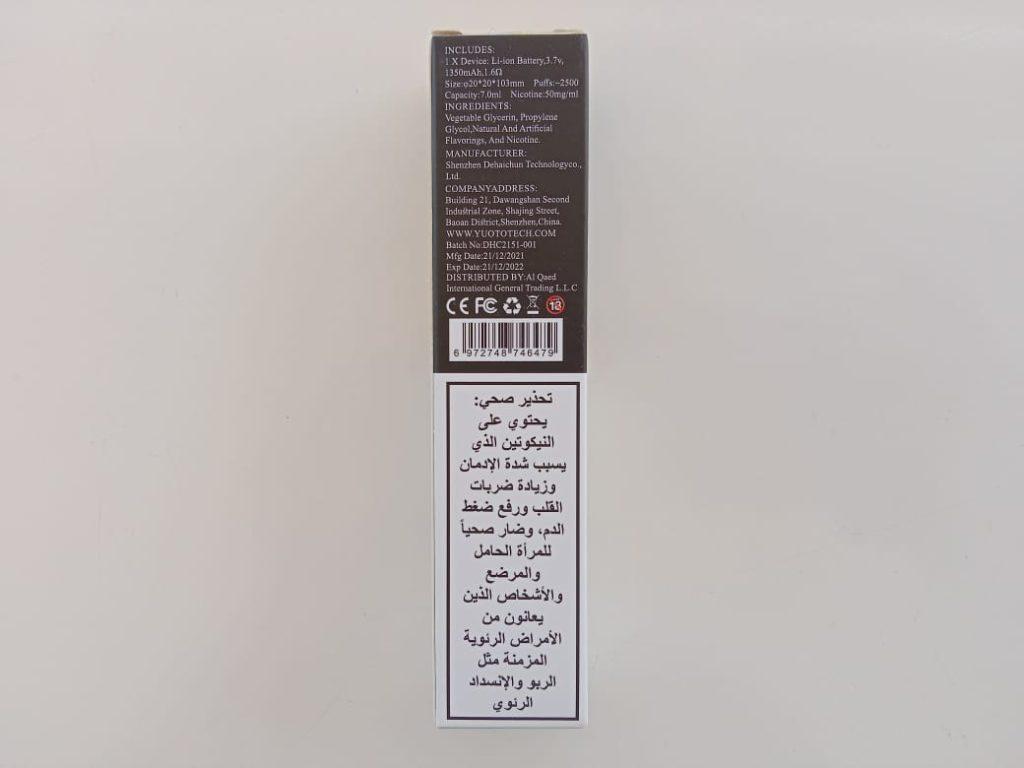 INCLUDES:
1 X Device: Li-ion Battery,3.7v,
1350mAh,1.6Ω
Size:φ20*20*103mm Puffs:~2500
Capacity:7.0ml Nicotine:50mg/ml
INGREDIENTS:
Vegetable Glycerin, Propylene
Glycol,Natural And Artificial
Flavorings, And Nicotine.
MANUFACTURER:
Shenzhen Dehaichun Technologyco.,
Ltd.
COMPANYADDRESS:
Building 21, Dawangshan Second
Industrial Zone, Shajing Street,
Baoan District,Shenzhen,China.
WWW.YUOTOTECH.COM
Batch No:DHC2151-001
Mfg Date:21/12/2021
Exp Date:21/12/2022
DISTRIBUTED BY:Al Qaed
International General Trading L.L.C
CE FC 18
6 972748 746479
تحذير صحي:
يحتوي على
النيكوتين الذي
يسبب شدة الإدمان
وزيادة ضربات
القلب ورفع ضغط
الدم، وضار صحياً
للمرأة الحامل
والمرضع
والأشخاص الذين
يعانون من
الأمراض الرئوية
المزمنة مثل
الربو والإنسداد
الرئوي